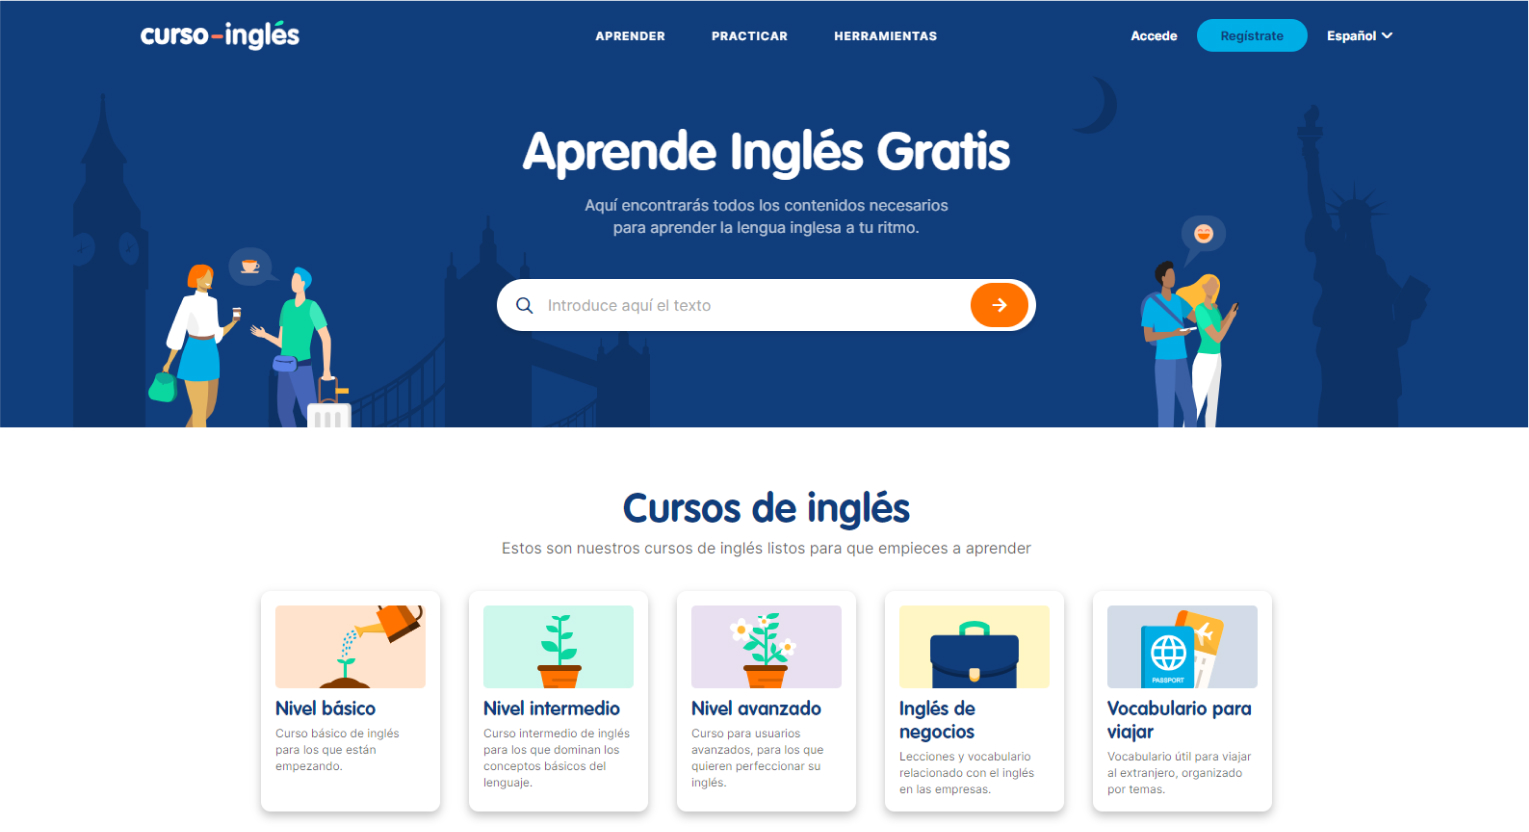 curso-inglés
APRENDER
PRACTICAR
HERRAMIENTAS
Accede
Regístrate
Español
Aprende Inglés Gratis
Aquí encontrarás todos los contenidos necesarios
para aprender la lengua inglesa a tu ritmo.
Introduce aquí el texto
Cursos de inglés
Estos son nuestros cursos de inglés listos para que empieces a aprender
Nivel básico
Curso básico de inglés
para los que están
empezando.
Nivel intermedio
Curso intermedio de inglés
para los que dominan los
conceptos básicos del
lenguaje.
Nivel avanzado
Curso para usuarios
avanzados, para los que
quieren perfeccionar su
inglés.
Inglés de
negocios
Lecciones y vocabulario
relacionado con el inglés
en las empresas.
PASSPORT
Vocabulario para
viajar
Vocabulario útil para viajar
al extranjero, organizado
por temas.